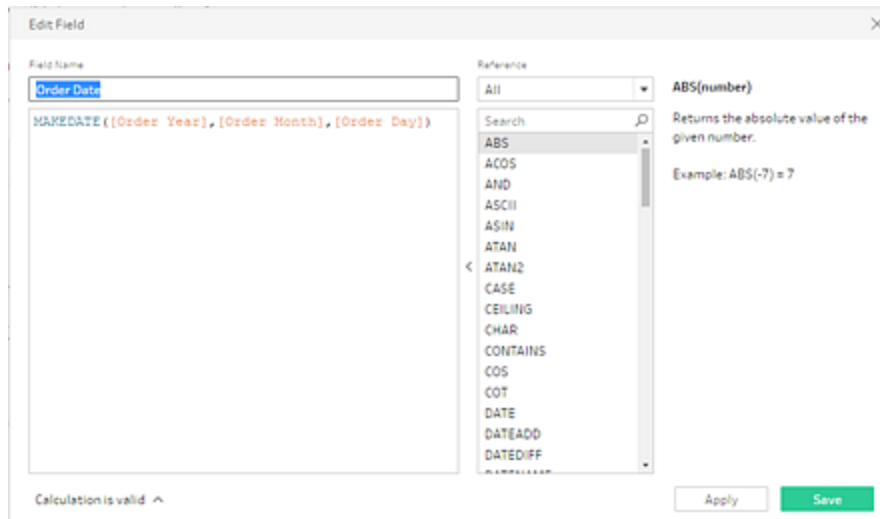 Edit Field
Field Name
Order Date
MAKEDATE([Order Year],[Order Month],[Order Day])
Reference
All
Search
ABS
ACOS
AND
ASCII
ASIN
ATAN
ATAN2
CASE
CEILING
CHAR
CONTAINS
COS
COT
DATE
DATEADD
DATEDIFF
DATENAME
ABS(number)
Returns the absolute value of the
given number.
Example: ABS(-7) = 7
Calculation is valid
Apply
Save